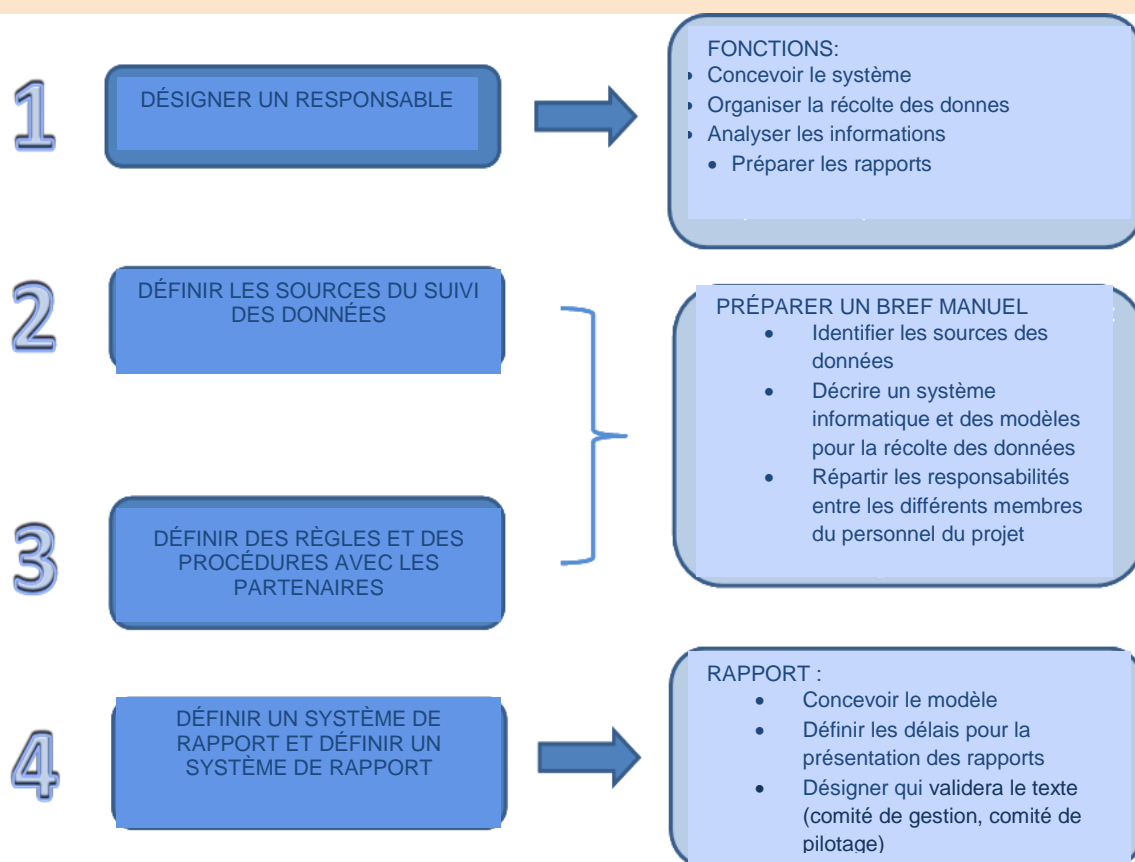 1
DÉSIGNER UN RESPONSABLE
FONCTIONS:
• Concevoir le système
• Organiser la récolte des donnes
• Analyser les informations
• Préparer les rapports
2
DÉFINIR LES SOURCES DU SUIVI
DES DONNÉES
PRÉPARER UN BREF MANUEL
• Identifier les sources des
données
• Décrire un système
informatique et des modèles
pour la récolte des données
• Répartir les responsabilités
entre les différents membres
du personnel du projet
3
DÉFINIR DES RÈGLES ET DES
PROCÉDURES AVEC LES
PARTENAIRES
4
DÉFINIR UN SYSTÈME DE
RAPPORT ET DÉFINIR UN
SYSTÈME DE RAPPORT
RAPPORT :
• Concevoir le modèle
• Définir les délais pour la
présentation des rapports
• Désigner qui validera le texte
(comité de gestion, comité de
pilotage)